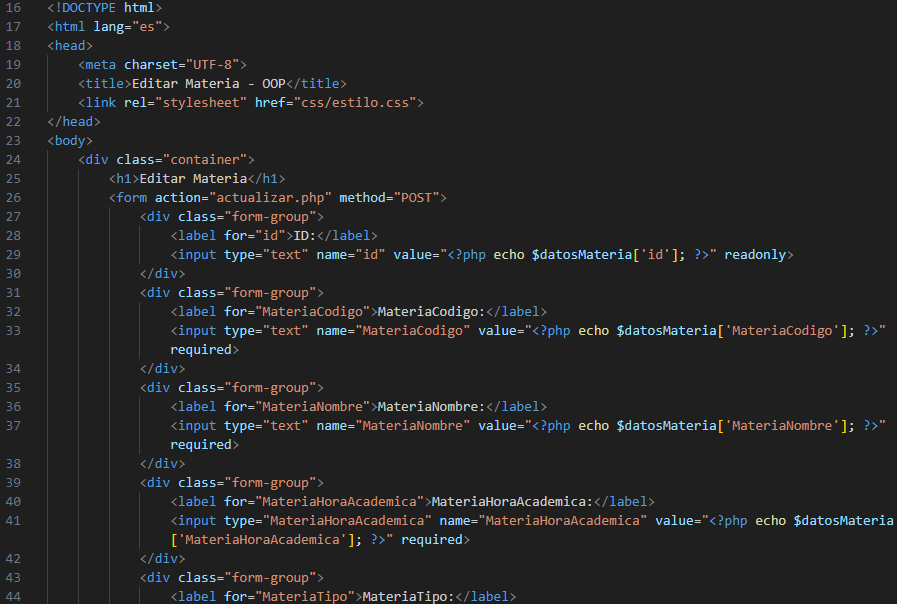 16 <!DOCTYPE html>
17 <html lang="es">
18 <head>
19 <meta charset="UTF-8">
20 <title>Editar Materia - OOP</title>
21 <link rel="stylesheet" href="css/estilo.css">
22 </head>
23 <body>
24 <div class="container">
25 <h1>Editar Materia</h1>
26 <form action="actualizar.php" method="POST">
27 <div class="form-group">
28 <label for="id">ID:</label>
29 <input type="text" name="id" value="<?php echo $datosMateria['id']; ?>" readonly>
30 </div>
31 <div class="form-group">
32 <label for="MateriaCodigo">MateriaCodigo:</label>
33 <input type="text" name="MateriaCodigo" value="<?php echo $datosMateria['MateriaCodigo']; ?>"
required>
34 </div>
35 <div class="form-group">
36 <label for="MateriaNombre">MateriaNombre:</label>
37 <input type="text" name="MateriaNombre" value="<?php echo $datosMateria['MateriaNombre']; ?>"
required>
38 </div>
39 <div class="form-group">
40 <label for="MateriaHoraAcademica">MateriaHoraAcademica:</label>
41 <input type="MateriaHoraAcademica" name="MateriaHoraAcademica" value="<?php echo $datosMateria
['MateriaHoraAcademica']; ?>" required>
42 </div>
43 <div class="form-group">
44 <label for="MateriaTipo">MateriaTipo:</label>